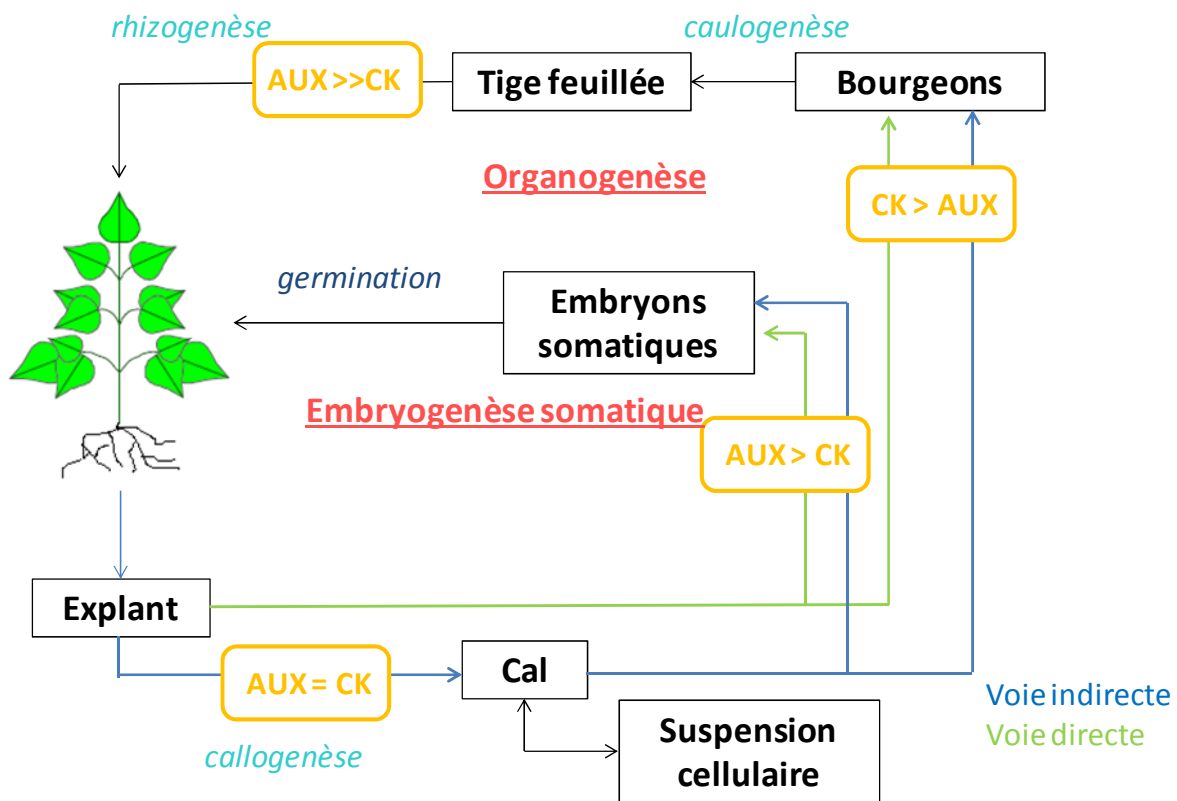 rhizogenèse
caulogenèse
AUX >>CK
Tige feuillée
Bourgeons
Organogenèse
CK > AUX
germination
Embryons
somatiques
Embryogenèse somatique
AUX > CK
Explant
AUX = CK
Cal
callogenèse
Suspension
cellulaire
Voie indirecte
Voie directe